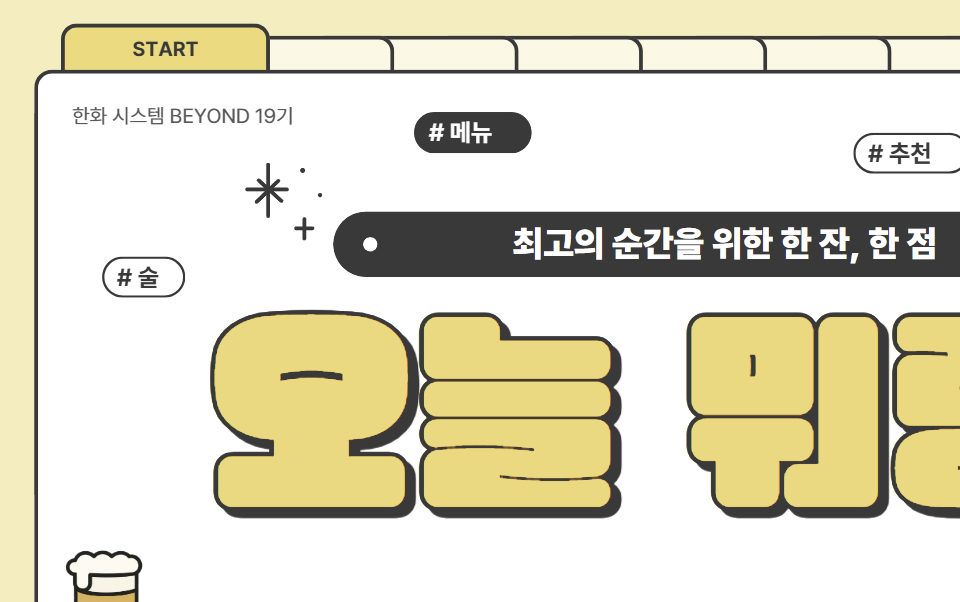 START
한화 시스템 BEYOND 19기
# 메뉴
# 추천
최고의 순간을 위한 한 잔, 한 점
# 술
오늘 뭐